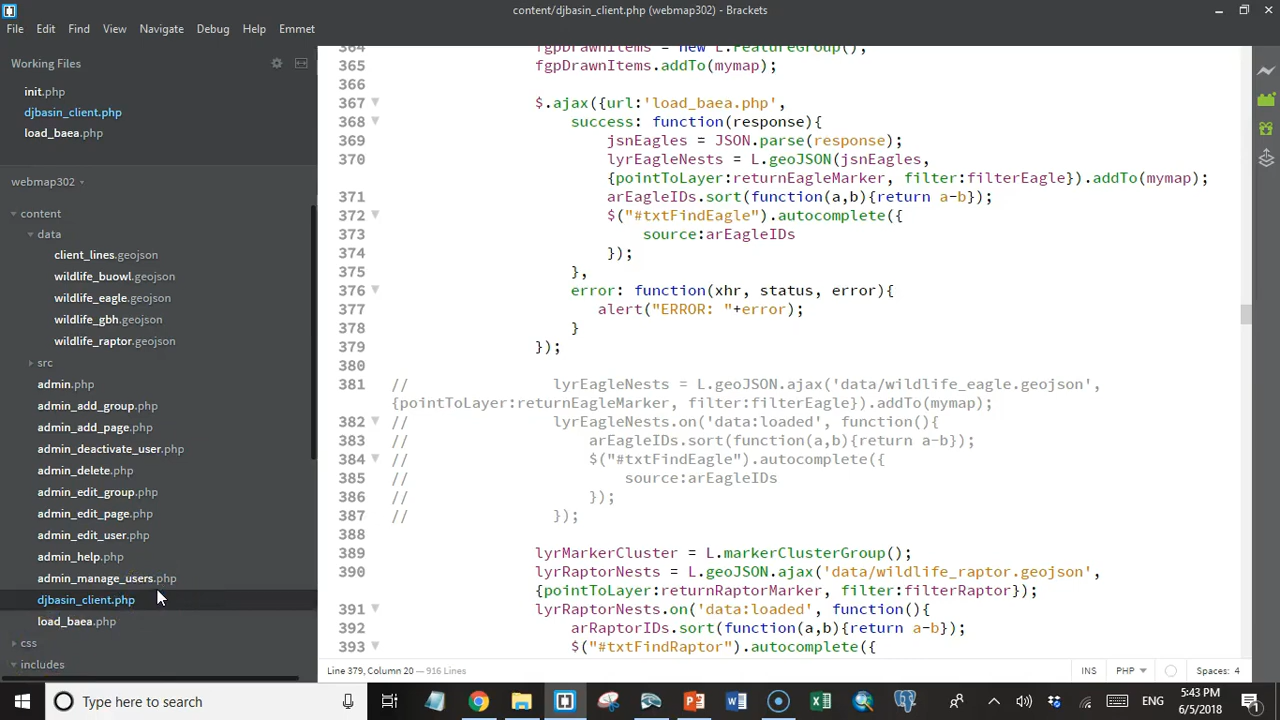 content/djbasin_client.php (webmap302) - Brackets
File Edit Find View Navigate Debug Help Emmet
Working Files
init.php
djbasin_client.php
load_baea.php
webmap302
content
data
client_lines.geojson
wildlife_buowl.geojson
wildlife_eagle.geojson
wildlife_gbh.geojson
wildlife_raptor.geojson
src
admin.php
admin_add_group.php
admin_add_page.php
admin_deactivate_user.php
admin_delete.php
admin_edit_group.php
admin_edit_page.php
admin_edit_user.php
admin_help.php
admin_manage_users.php
djbasin_client.php
load_baea.php
css
includes
364 fgpDrawnItems = new L.FeatureGroup();
365 fgpDrawnItems.addTo(mymap);
366
367 $.ajax({url:'load_baea.php',
368 success: function(response){
369 jsnEagles = JSON.parse(response);
370 lyrEagleNests = L.geoJSON(jsnEagles,
{pointToLayer:returnEagleMarker, filter:filterEagle}).addTo(mymap);
371 arEagleIDs.sort(function(a,b){return a-b});
372 $("#txtFindEagle").autocomplete({
373 source:arEagleIDs
374 });
375 },
376 error: function(xhr, status, error){
377 alert("ERROR: "+error);
378 }
379 });
380
381 // lyrEagleNests = L.geoJSON.ajax('data/wildlife_eagle.geojson',
{pointToLayer:returnEagleMarker, filter:filterEagle}).addTo(mymap);
382 // lyrEagleNests.on('data:loaded', function(){
383 // arEagleIDs.sort(function(a,b){return a-b});
384 // $("#txtFindEagle").autocomplete({
385 // source:arEagleIDs
386 // });
387 // });
388
389 lyrMarkerCluster = L.markerClusterGroup();
390 lyrRaptorNests = L.geoJSON.ajax('data/wildlife_raptor.geojson',
{pointToLayer:returnRaptorMarker, filter:filterRaptor});
391 lyrRaptorNests.on('data:loaded', function(){
392 arRaptorIDs.sort(function(a,b){return a-b});
393 $("#txtFindRaptor").autocomplete({
Line 379, Column 20 — 916 Lines
INS PHP Spaces: 4
Type here to search
ENG
5:43 PM
6/5/2018